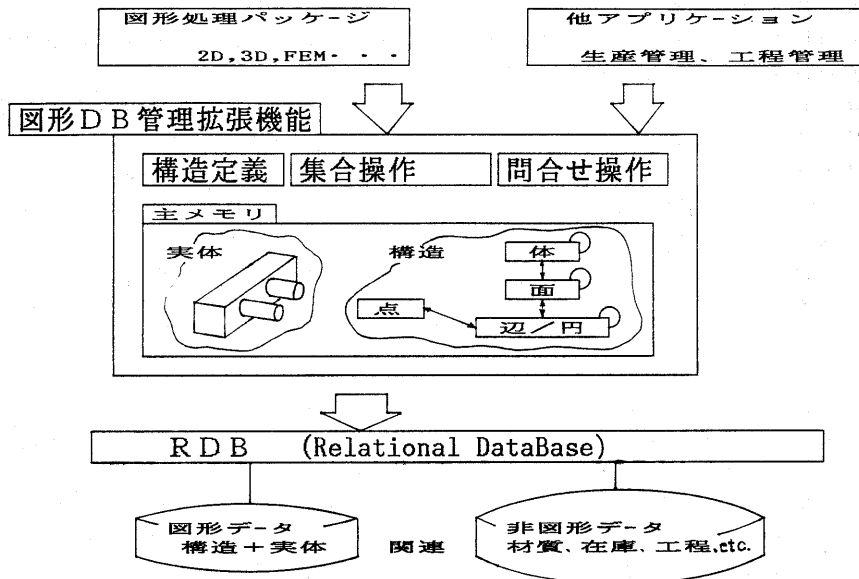 図形処理パッケージ
2D,3D,FEM・・・
他アプリケーション
生産管理、工程管理
図形DB管理拡張機能
構造定義
集合操作
問合せ操作
主メモリ
実体
構造
体
面
点
辺/円
RDB (Relational DataBase)
図形データ
構造+実体
関連
非図形データ
材質、在庫、工程,etc.